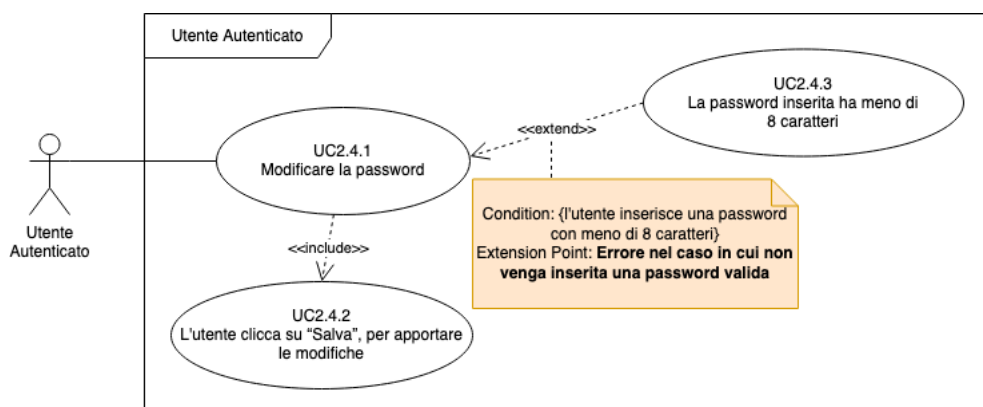 Utente Autenticato
UC2.4.3
La password inserita ha meno di
8 caratteri
<<extend>>
UC2.4.1
Modificare la password
Utente
Autenticato
Condition: {l'utente inserisce una password
con meno di 8 caratteri}
Extension Point: Errore nel caso in cui non
venga inserita una password valida
<<include>>
UC2.4.2
L'utente clicca su “Salva”, per apportare
le modifiche